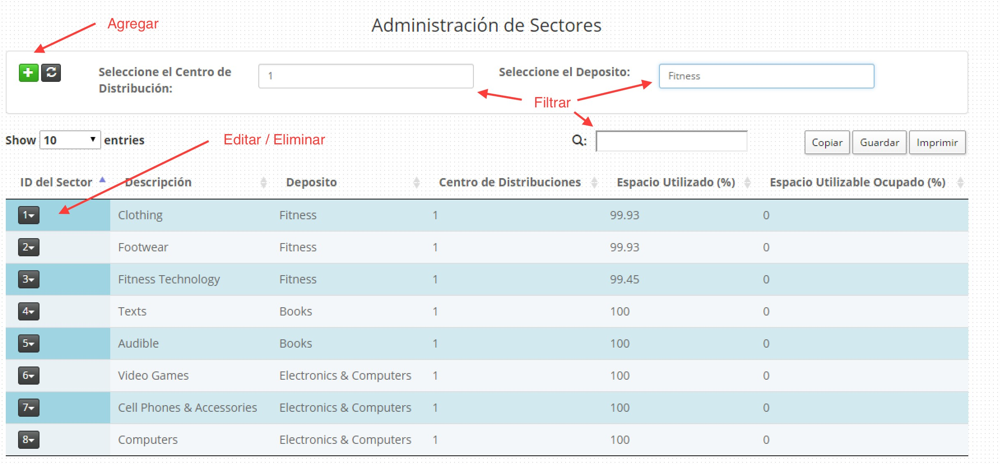 Agregar
Administración de Sectores
Seleccione el Centro de
Distribución:
1
Seleccione el Deposito:
Fitness
Filtrar
Show 10 entries
Editar / Eliminar
:
Copiar Guardar Imprimir
ID del Sector Descripción Deposito Centro de Distribuciones Espacio Utilizado (%) Espacio Utilizable Ocupado (%)
1 Clothing Fitness 1 99.93 0
2 Footwear Fitness 1 99.93 0
3 Fitness Technology Fitness 1 99.45 0
4 Texts Books 1 100 0
5 Audible Books 1 100 0
6 Video Games Electronics & Computers 1 100 0
7 Cell Phones & Accessories Electronics & Computers 1 100 0
8 Computers Electronics & Computers 1 100 0